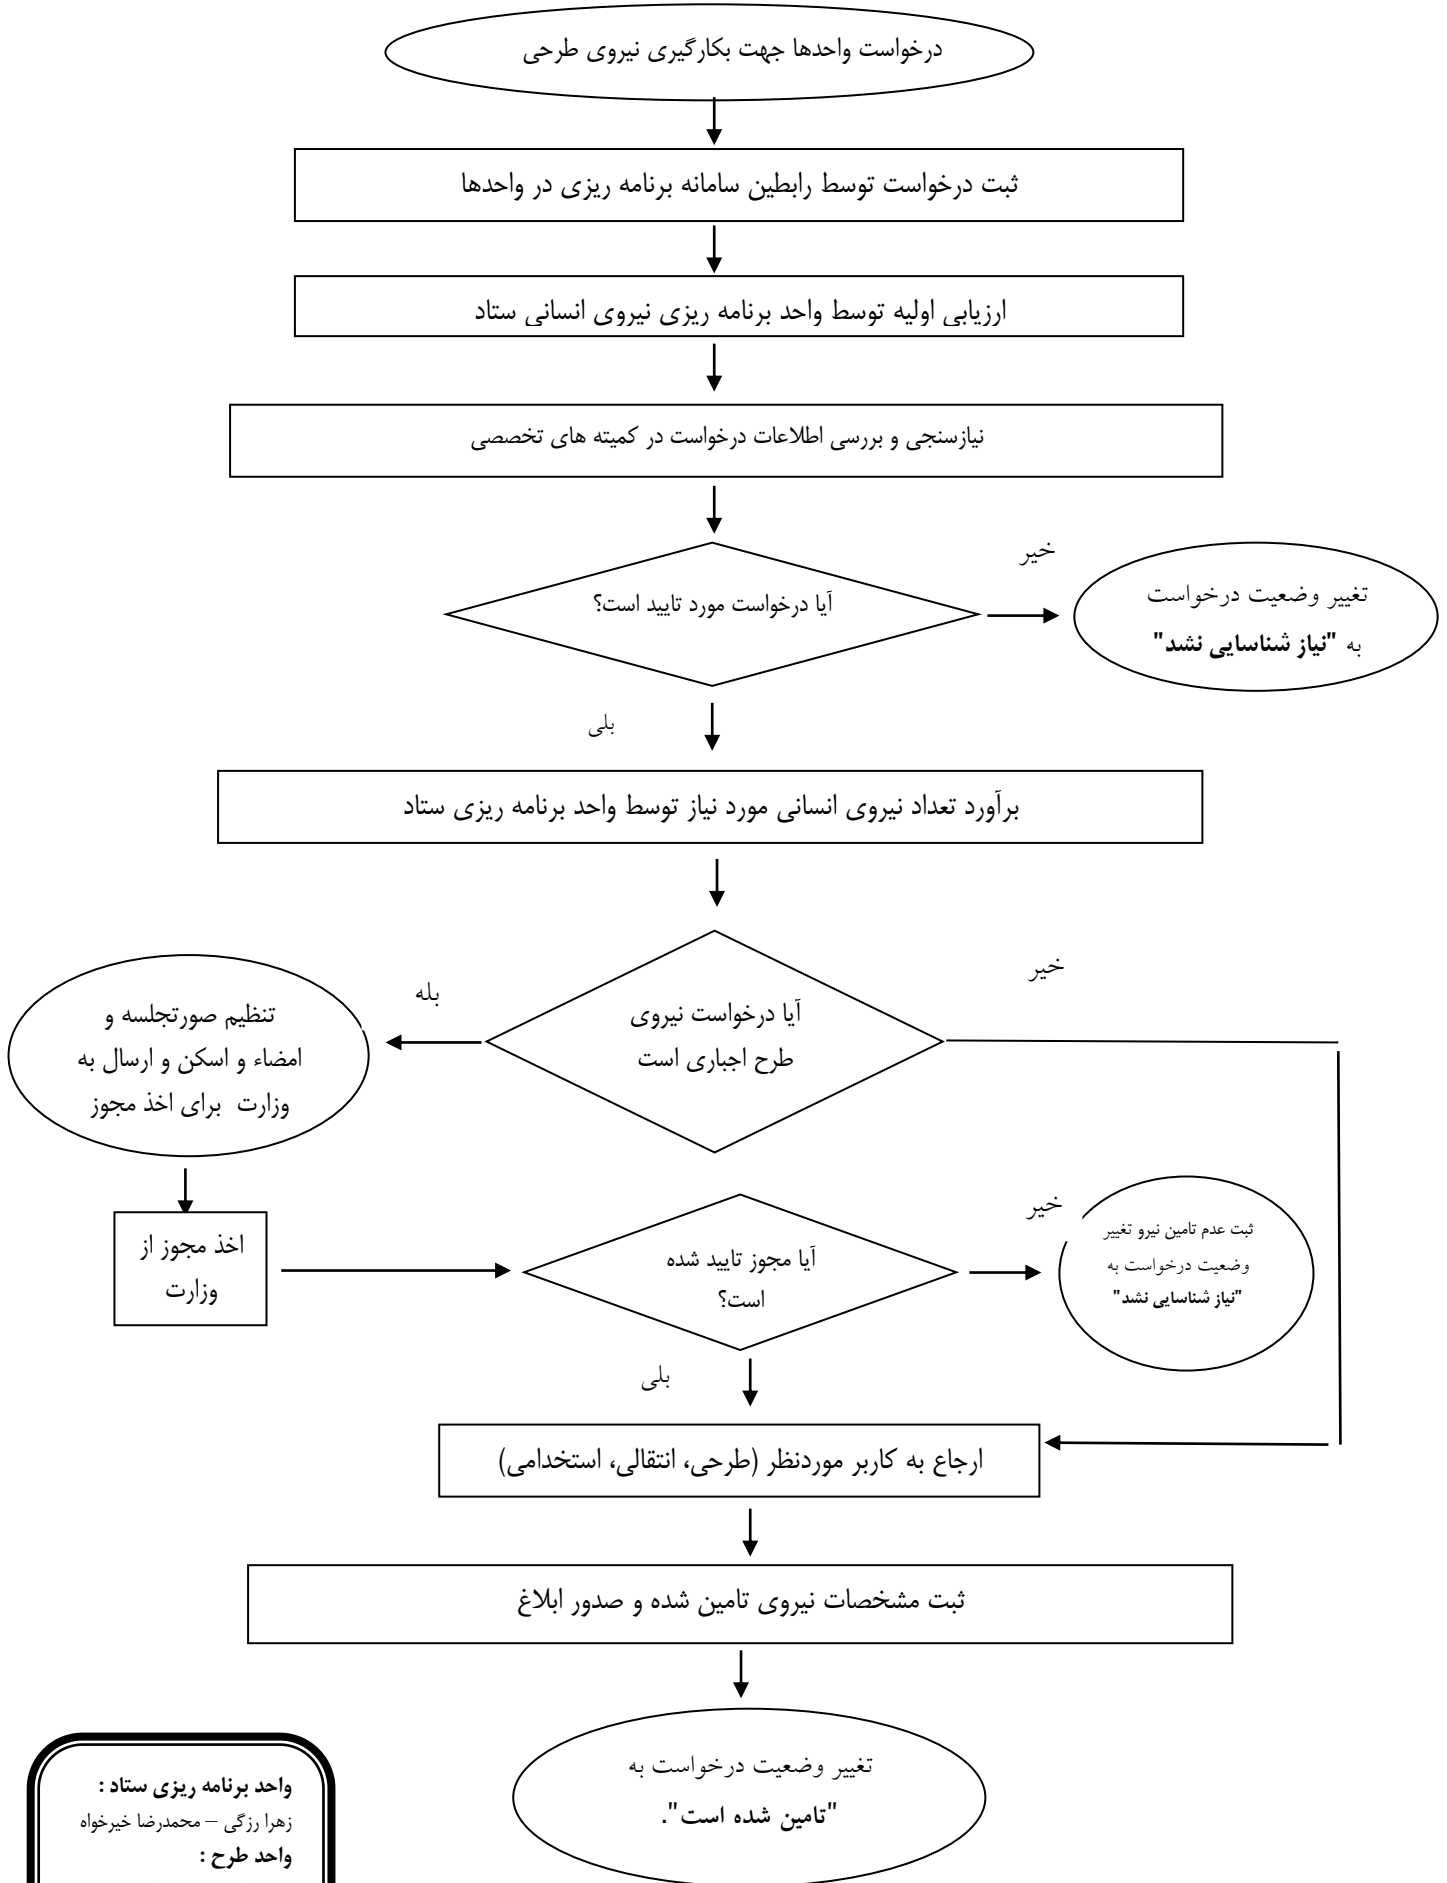 درخواست واحدها جهت بکارگیری نیروی طرحی
ثبت درخواست توسط رابطین سامانه برنامه ریزی در واحدها
ارزیابی اولیه توسط واحد برنامه ریزی نیروی انسانی ستاد
نیازسنجی و بررسی اطلاعات درخواست در کمیته های تخصصی
آیا درخواست مورد تایید است؟
خیر
تغییر وضعیت درخواست
به "نیاز شناسایی نشد"
بلی
برآورد تعداد نیروی انسانی مورد نیاز توسط واحد برنامه ریزی ستاد
آیا درخواست نیروی
طرح اجباری است
خیر
بله
تنظیم صورتجلسه و
امضاء و اسکن و ارسال به
وزارت برای اخذ مجوز
اخذ مجوز از
وزارت
آیا مجوز تایید شده
است؟
خیر
ثبت عدم تامین نیرو تغییر
وضعیت درخواست به
"نیاز شناسایی نشد"
بلی
ارجاع به کاربر موردنظر (طرحی، انتقالی، استخدامی)
ثبت مشخصات نیروی تامین شده و صدور ابلاغ
تغییر وضعیت درخواست به
"تامین شده است".
واحد برنامه ریزی ستاد :
زهرا رزگی – محمدرضا خیرخواه
واحد طرح :